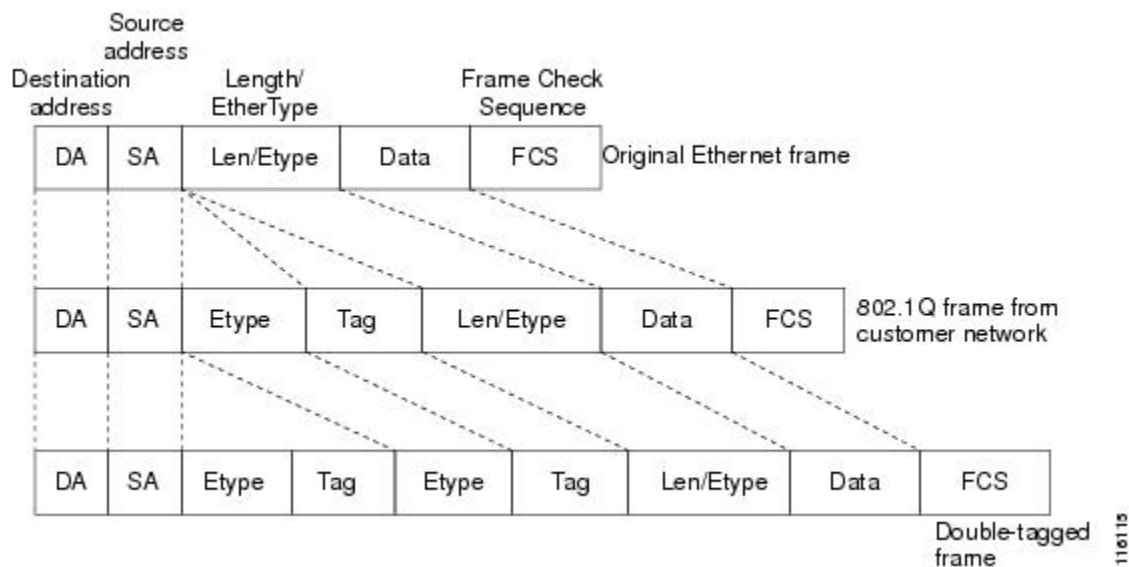 Source
address
Destination
address
Length/
EtherType
Frame Check
Sequence
DA SA Len/Etype Data FCS Original Ethernet frame
DA SA Etype Tag Len/Etype Data FCS 802.1Q frame from
customer network
DA SA Etype Tag Etype Tag Len/Etype Data FCS
Double-tagged
frame
116115